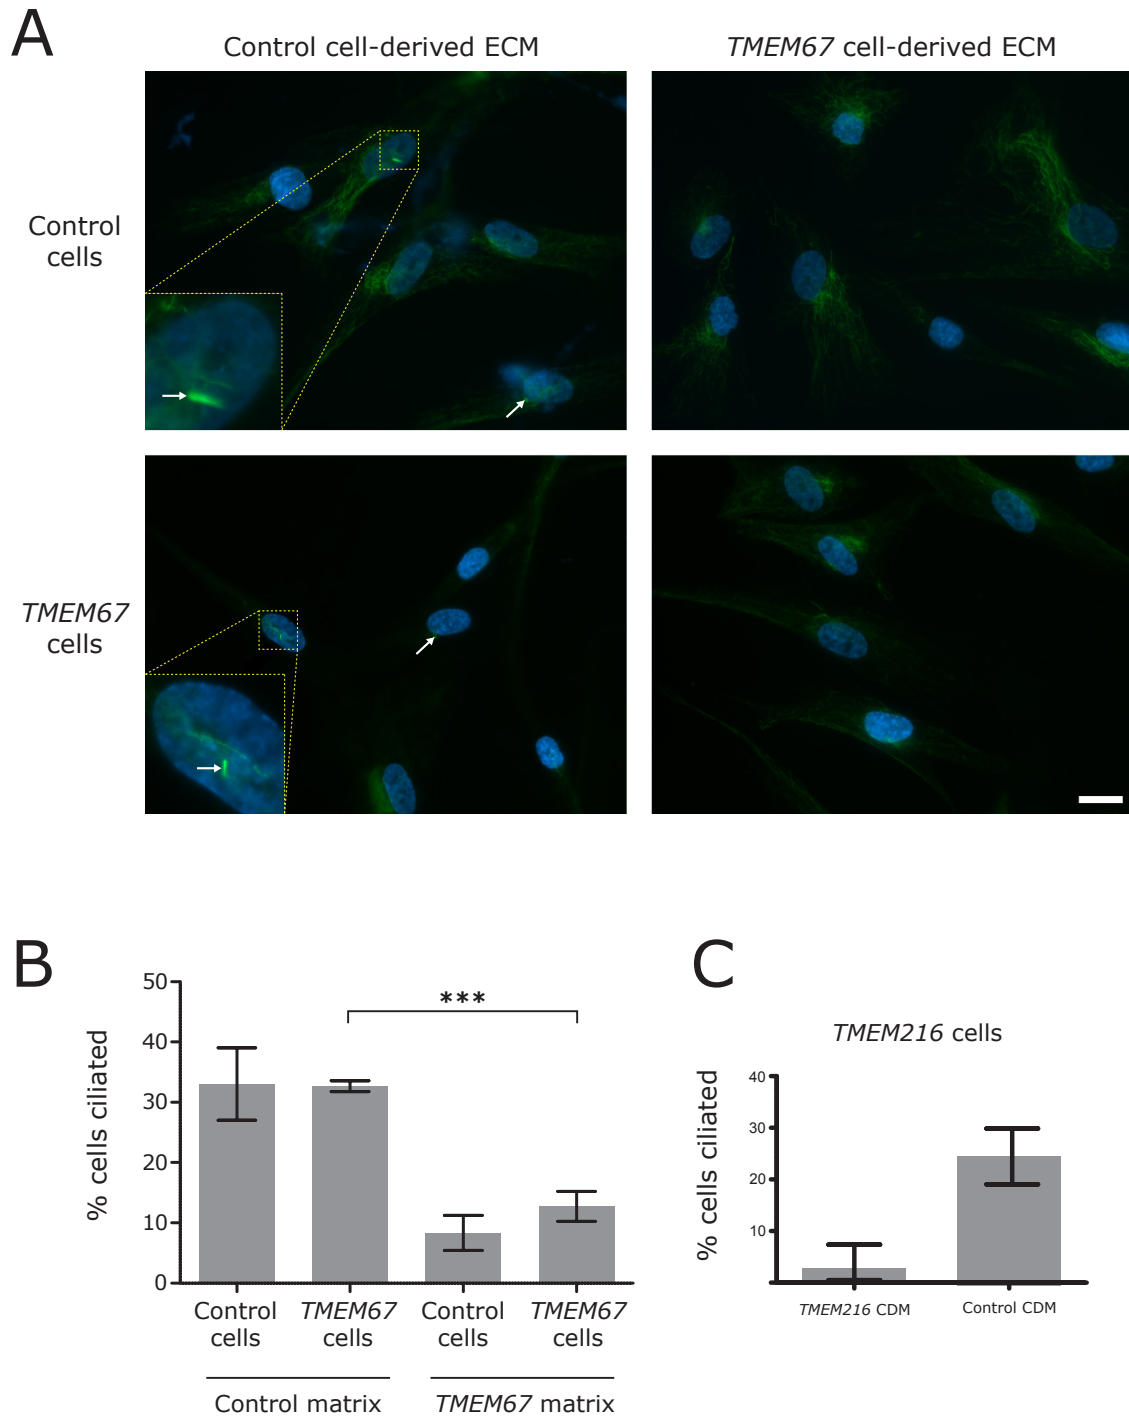 A
Control cell-derived ECM
TMEM67 cell-derived ECM
Control
cells
TMEM67
cells
B
50
40
30
20
10
0
% cells ciliated
***
Control
cells
TMEM67
cells
Control
cells
TMEM67
cells
Control matrix
TMEM67 matrix
C
TMEM216 cells
40
30
20
10
% cells ciliated
TMEM216 CDM
Control CDM